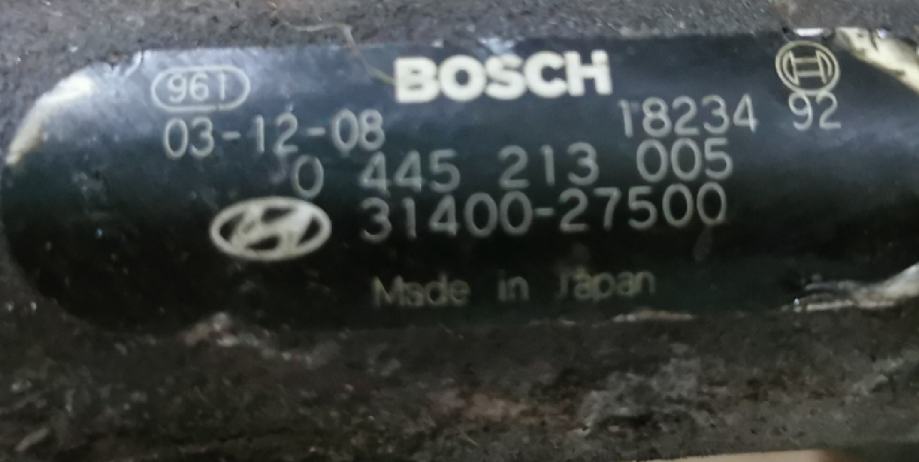 961 BOSCH
03-12-08 18234 92
0 445 213 005
31400-27500
Made in Japan